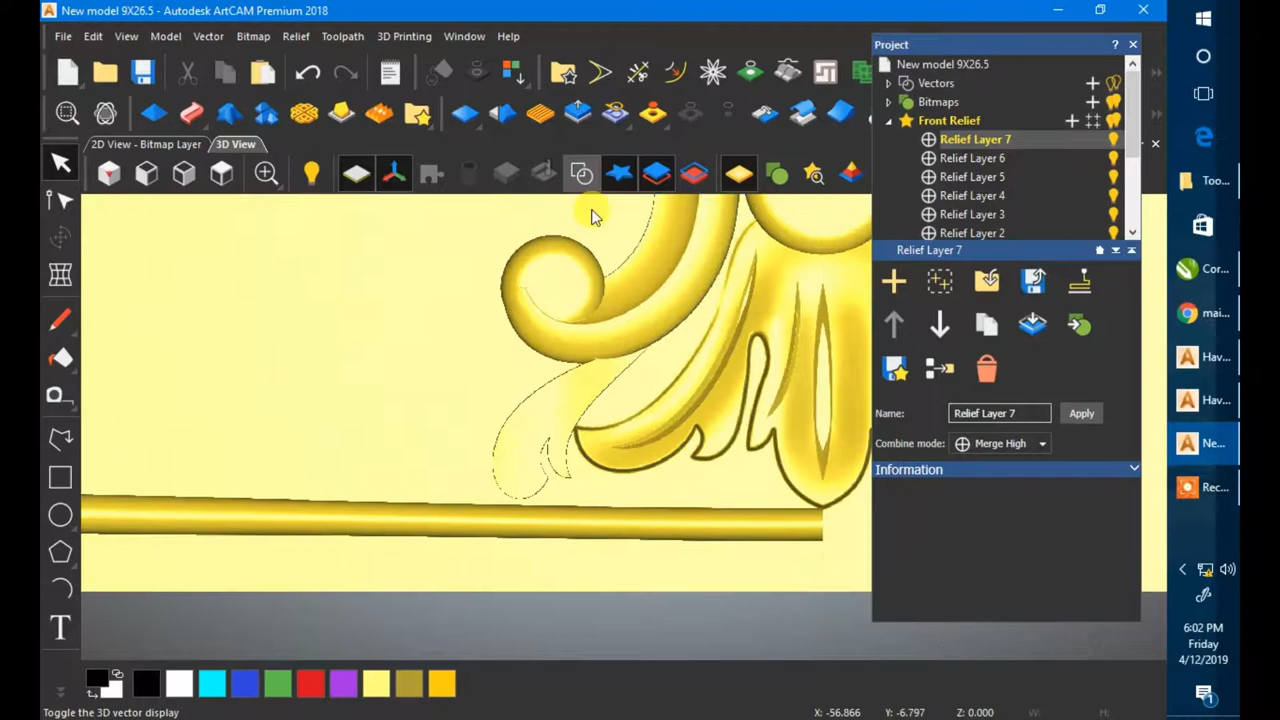 New model 9X26.5 - Autodesk ArtCAM Premium 2018
File Edit View Model Vector Bitmap Relief Toolpath 3D Printing Window Help
Project
New model 9X26.5
Vectors
Bitmaps
Front Relief
Relief Layer 7
Relief Layer 6
Relief Layer 5
Relief Layer 4
Relief Layer 3
Relief Layer 2
2D View - Bitmap Layer 3D View
Relief Layer 7
Name: Relief Layer 7 Apply
Combine mode: Merge High
Information
Toggle the 3D vector display
X: -56.866 Y: -6.797 Z: 0.000 W: H:
Too...
Cor...
mai...
Hav...
Hav...
Ne...
Rec...
6:02 PM
Friday
4/12/2019
1